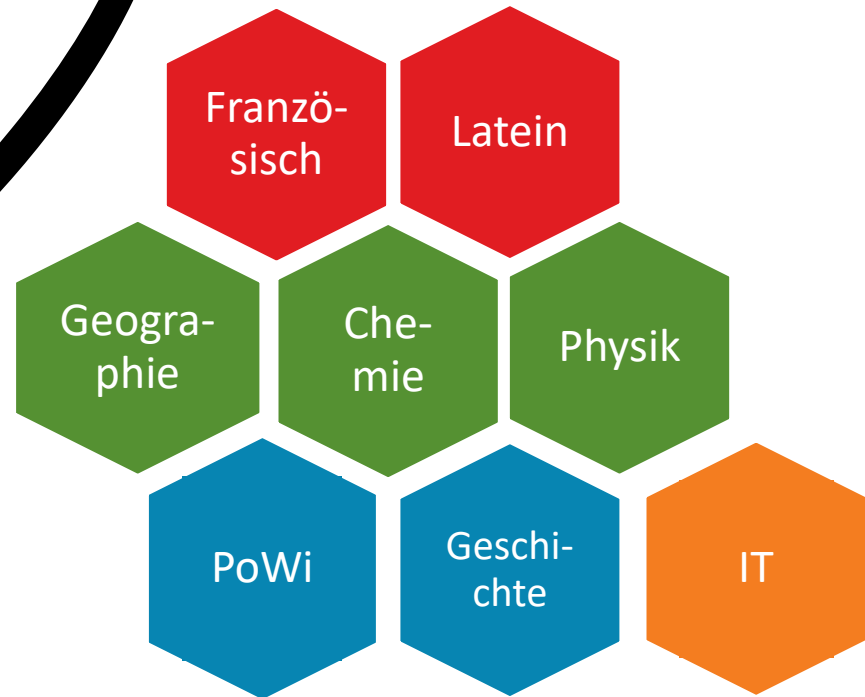 Franzö-
sisch
Latein
Geogra-
phie
Che-
mie
Physik
PoWi
Geschi-
chte
IT